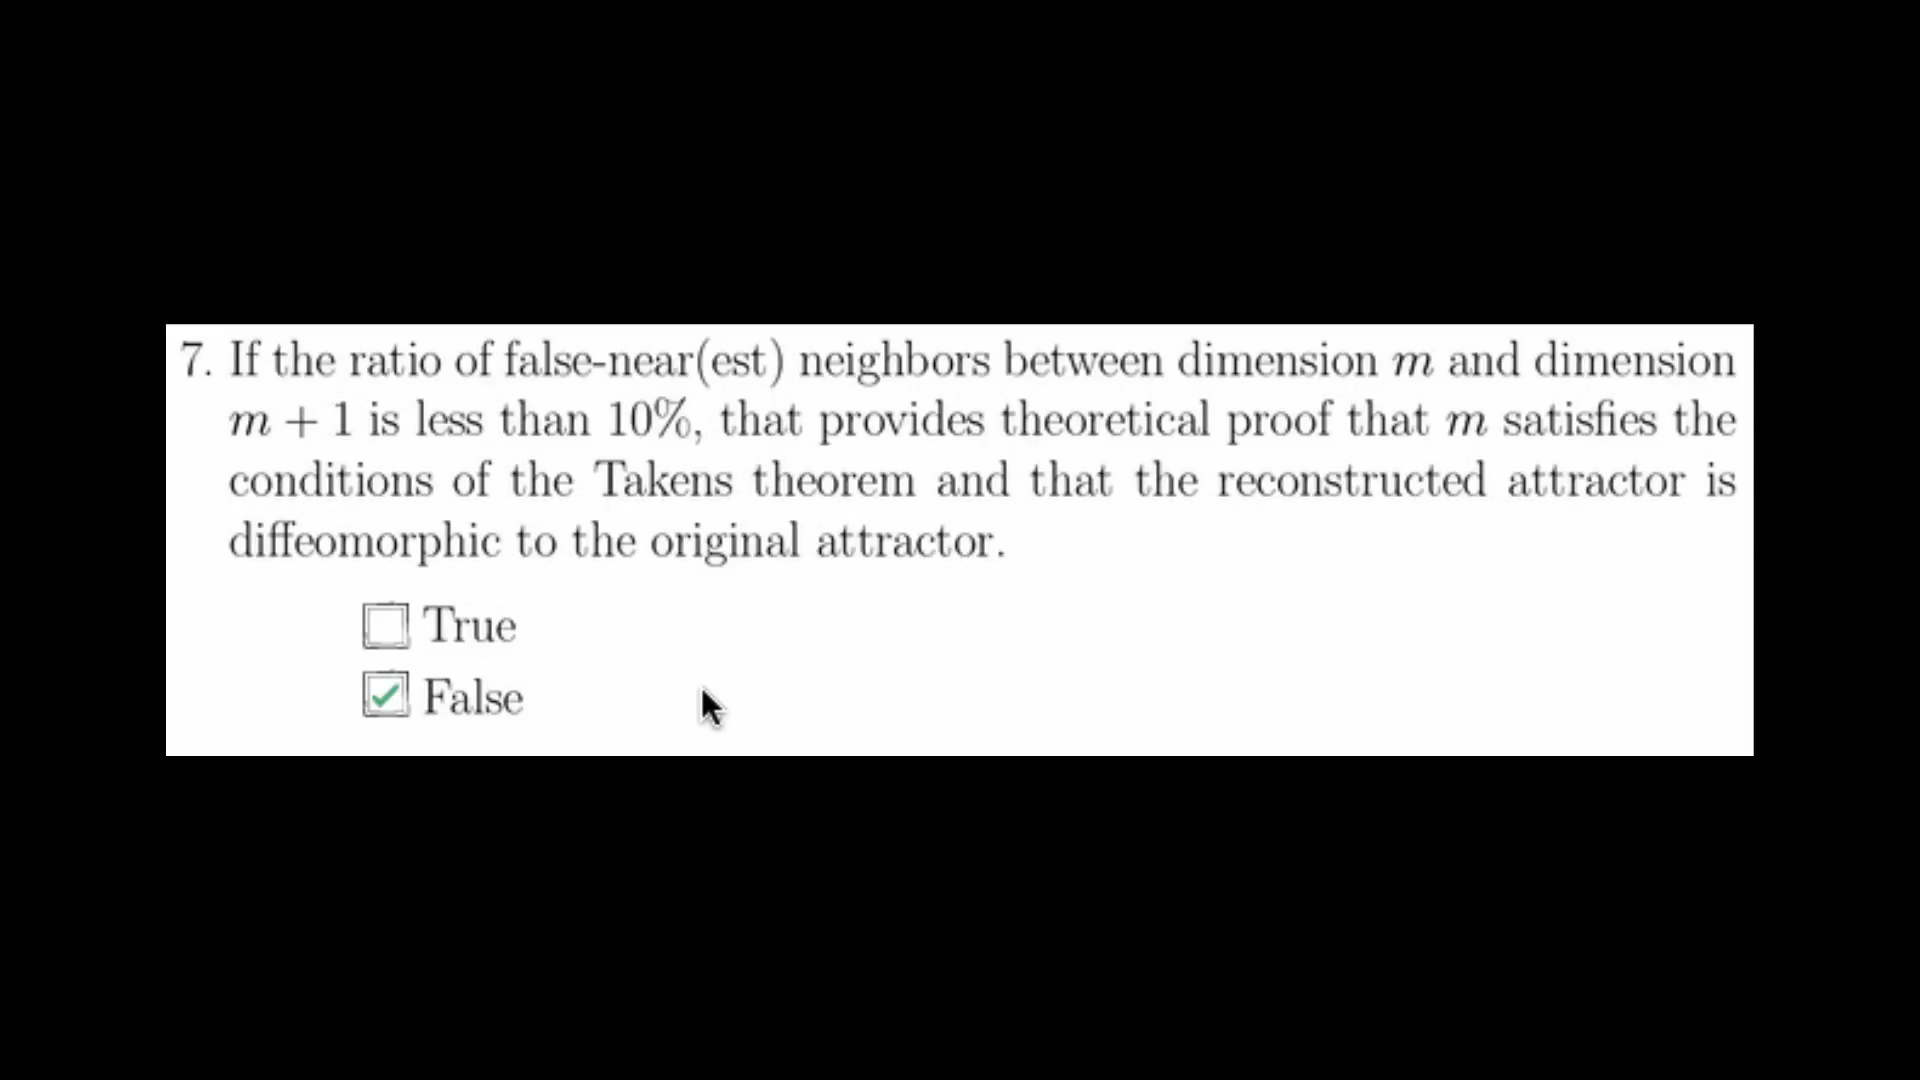 7. If the ratio of false-near(est) neighbors between dimension m and dimension
m + 1 is less than 10%, that provides theoretical proof that m satisfies the
conditions of the Takens theorem and that the reconstructed attractor is
diffeomorphic to the original attractor.
True
False